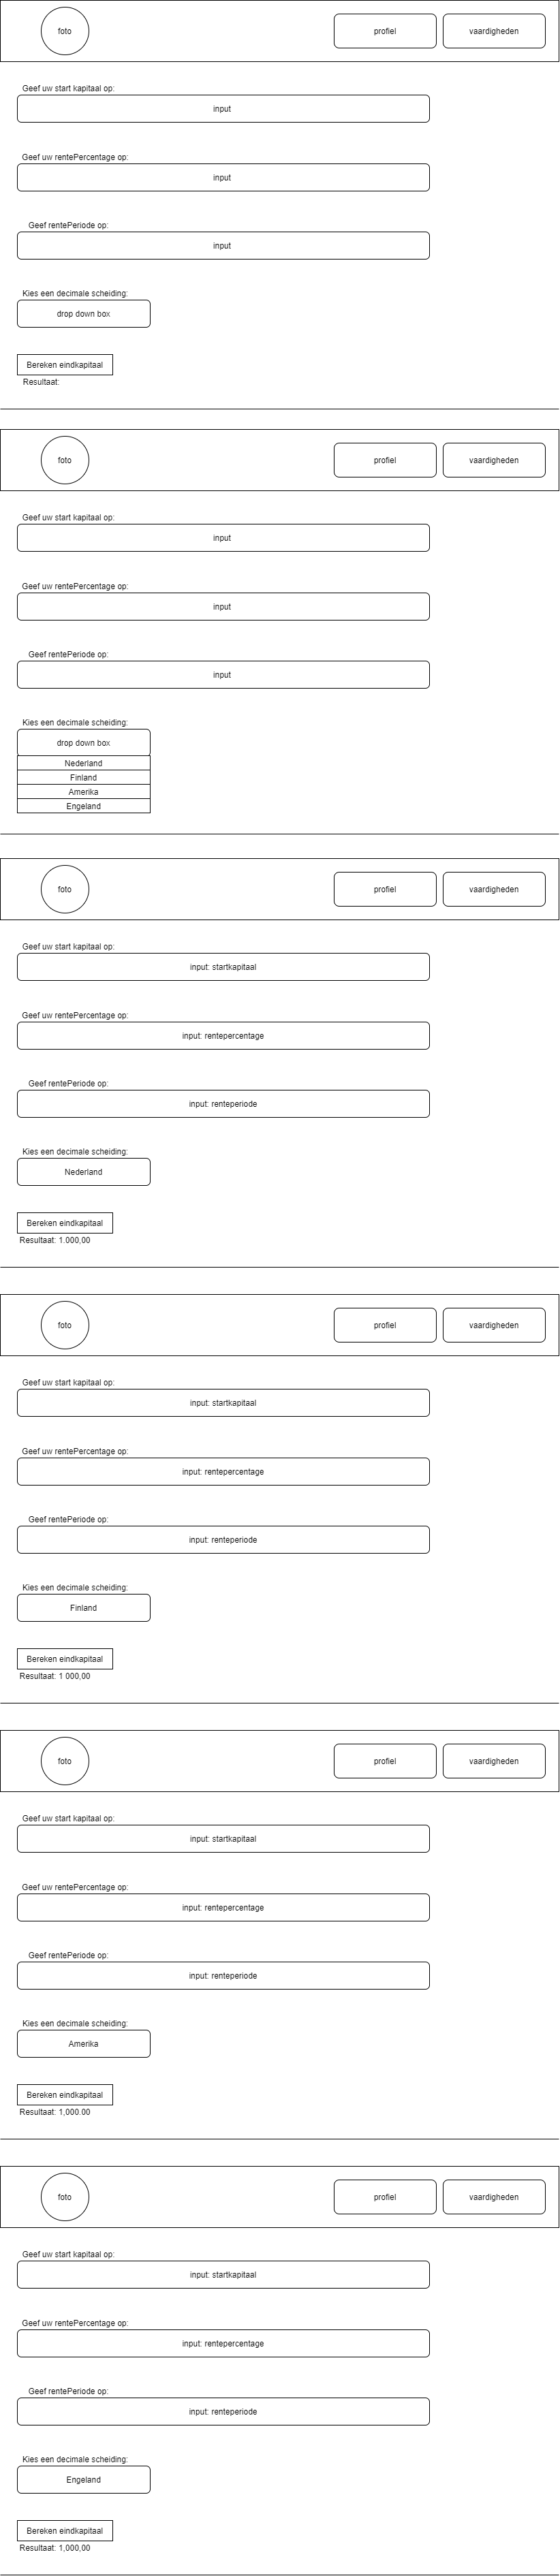 foto
profiel
vaardigheden
Geef uw start kapitaal op:
input
Geef uw rentePercentage op:
input
Geef rentePeriode op:
input
Kies een decimale scheiding:
drop down box
Bereken eindkapitaal
Resultaat:
foto
profiel
vaardigheden
Geef uw start kapitaal op:
input
Geef uw rentePercentage op:
input
Geef rentePeriode op:
input
Kies een decimale scheiding:
drop down box
Nederland
Finland
Amerika
Engeland
foto
profiel
vaardigheden
Geef uw start kapitaal op:
input: startkapitaal
Geef uw rentePercentage op:
input: rentepercentage
Geef rentePeriode op:
input: renteperiode
Kies een decimale scheiding:
Nederland
Bereken eindkapitaal
Resultaat: 1.000,00
foto
profiel
vaardigheden
Geef uw start kapitaal op:
input: startkapitaal
Geef uw rentePercentage op:
input: rentepercentage
Geef rentePeriode op:
input: renteperiode
Kies een decimale scheiding:
Finland
Bereken eindkapitaal
Resultaat: 1 000,00
foto
profiel
vaardigheden
Geef uw start kapitaal op:
input: startkapitaal
Geef uw rentePercentage op:
input: rentepercentage
Geef rentePeriode op:
input: renteperiode
Kies een decimale scheiding:
Amerika
Bereken eindkapitaal
Resultaat: 1,000.00
foto
profiel
vaardigheden
Geef uw start kapitaal op:
input: startkapitaal
Geef uw rentePercentage op:
input: rentepercentage
Geef rentePeriode op:
input: renteperiode
Kies een decimale scheiding:
Engeland
Bereken eindkapitaal
Resultaat: 1,000,00